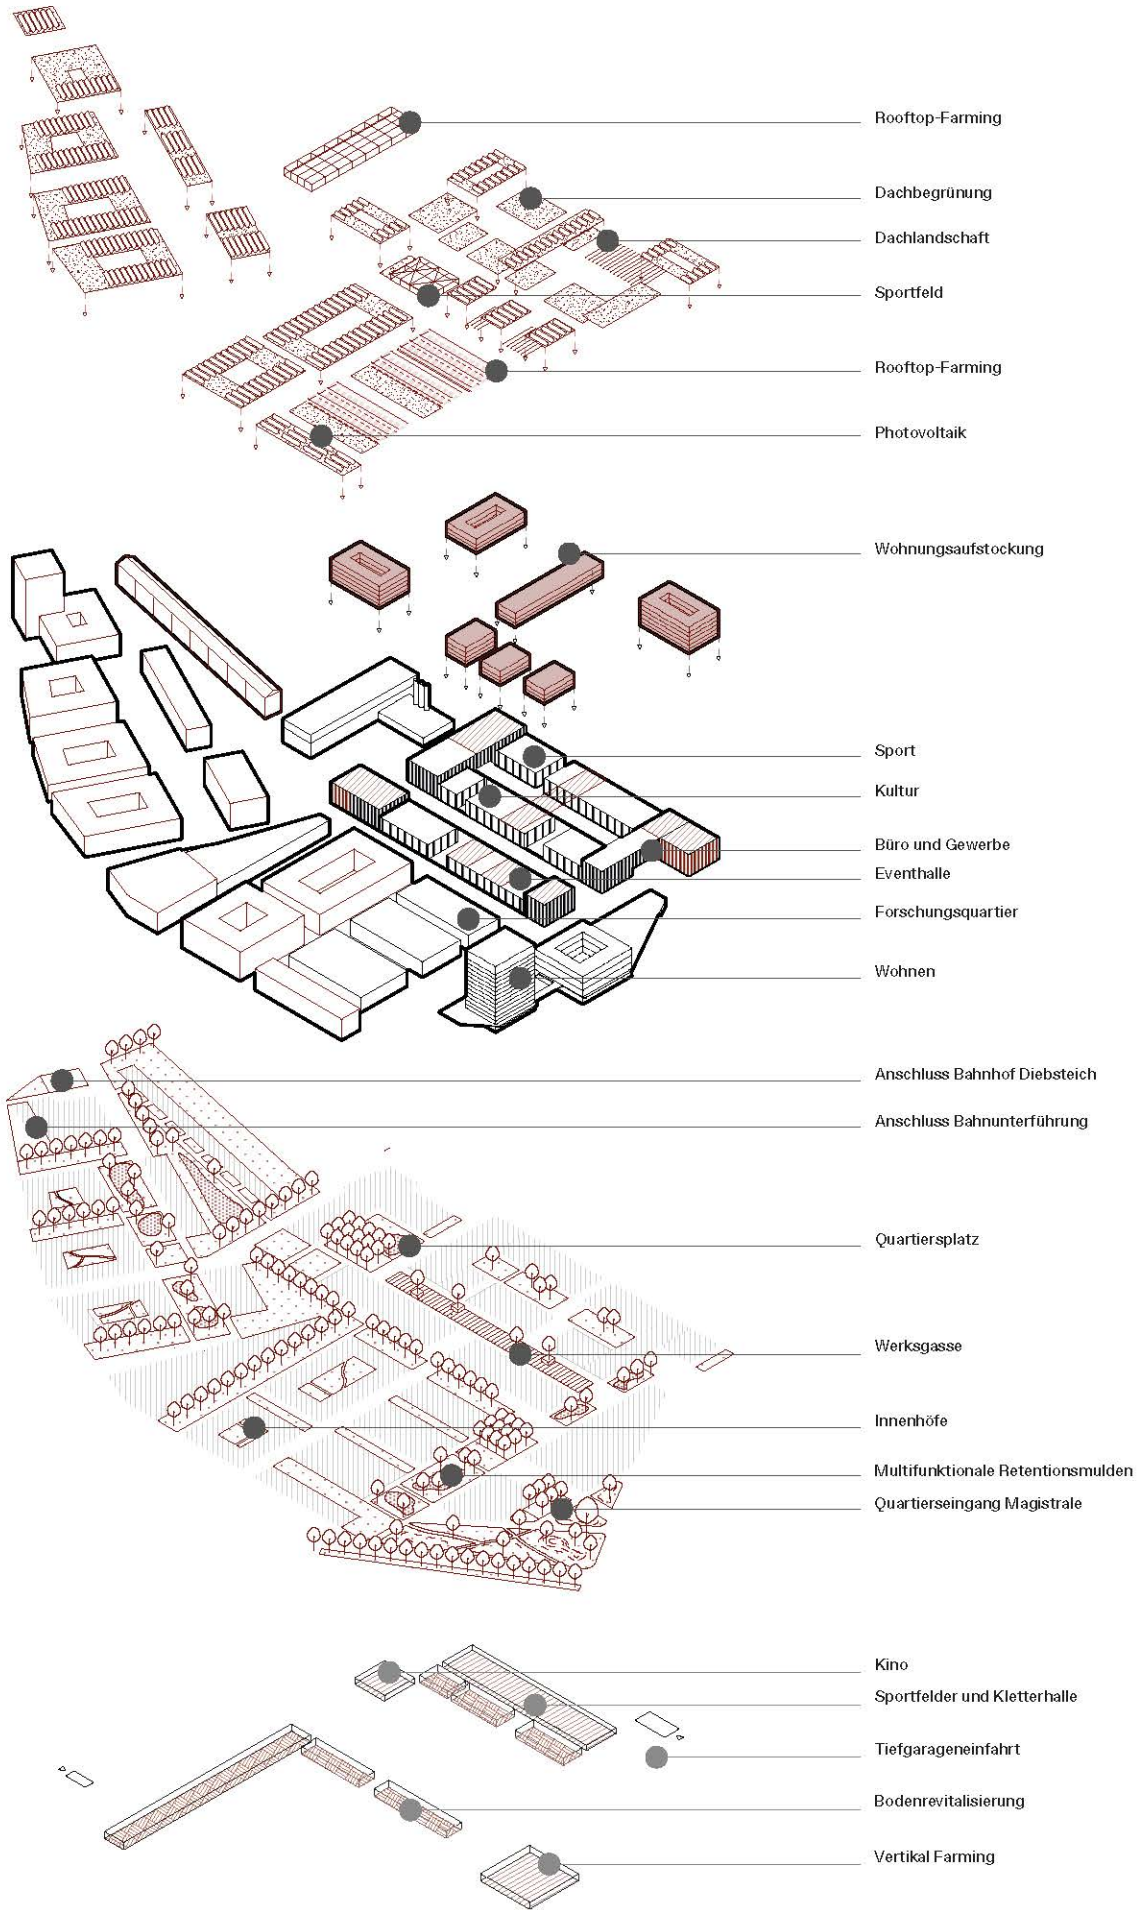 Rooftop-Farming
Dachbegrünung
Dachlandschaft
Sportfeld
Rooftop-Farming
Photovoltaik
Wohnungsaufstockung
Sport
Kultur
Büro und Gewerbe
Eventhalle
Forschungsquartier
Wohnen
Anschluss Bahnhof Diebsteich
Anschluss Bahnunterführung
Quartiersplatz
Werksgasse
Innenhöfe
Multifunktionale Retentionsmulden
Quartierseingang Magistrale
Kino
Sportfelder und Kletterhalle
Tiefgarageneinfahrt
Bodenrevitalisierung
Vertikal Farming